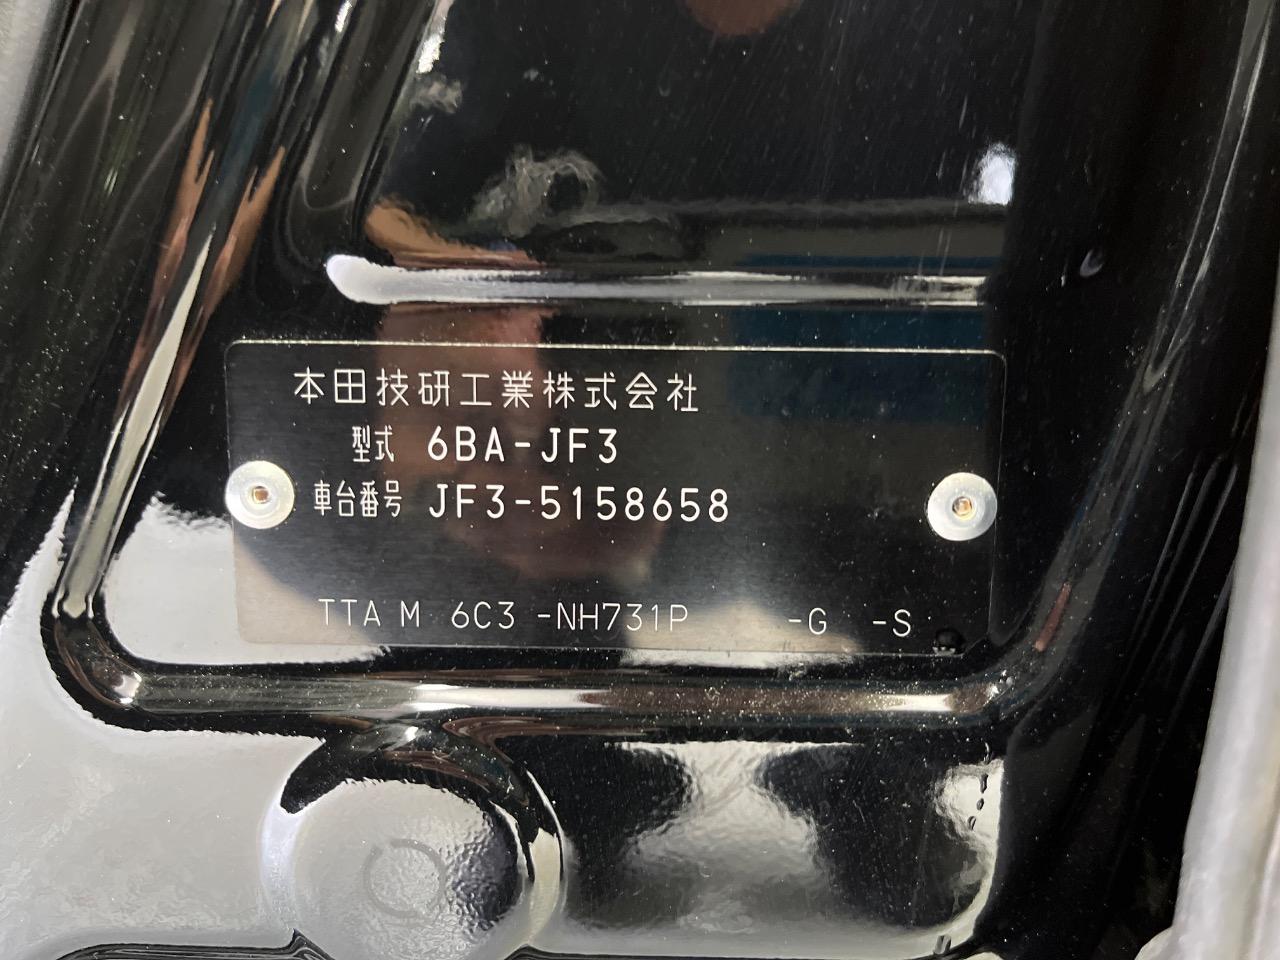 本田技研工業株式会社
型式 6BA-JF3
車台番号 JF3-5158658
TTA M 6C3 -NH731P -G -S